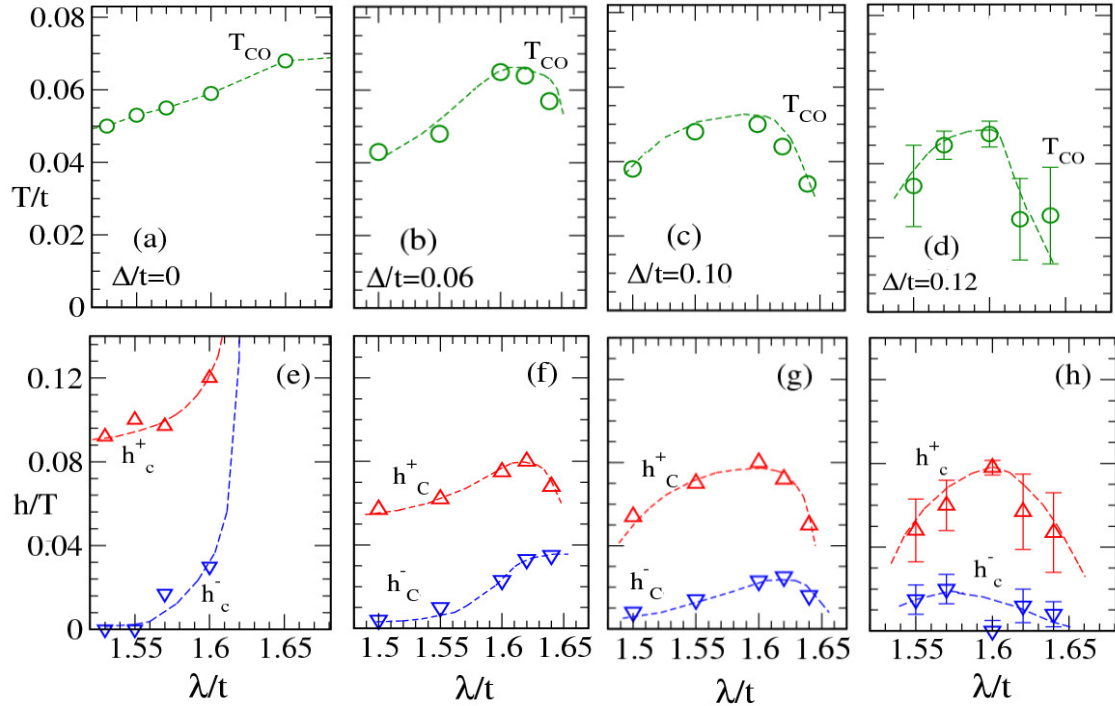 0.08
T_CO
T_CO
0.06
T_CO
T_CO
0.04
T/t
0.02
(a)
(b)
(c)
(d)
Δ/t=0
Δ/t=0.06
Δ/t=0.10
Δ/t=0.12
0
(e)
(f)
(g)
(h)
0.12
h^+_c
h^+_C
h^+_C
h^+_c
0.08
h/T
0.04
h^-_c
h^-_C
h^-_C
h^-_c
0
1.55 1.6 1.65
1.5 1.55 1.6 1.65
1.5 1.55 1.6 1.65
1.55 1.6 1.65
λ/t
λ/t
λ/t
λ/t